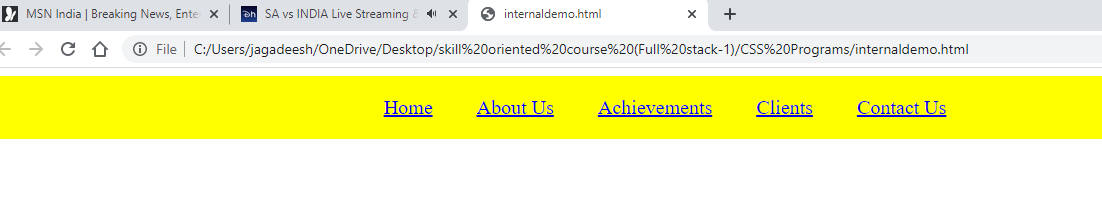 MSN India | Breaking News, Ente
SA vs INDIA Live Streaming
internaldemo.html
File | C:/Users/jagadeesh/OneDrive/Desktop/skill%20oriented%20course%20(Full%20stack-1)/CSS%20Programs/internaldemo.html
Home About Us Achievements Clients Contact Us